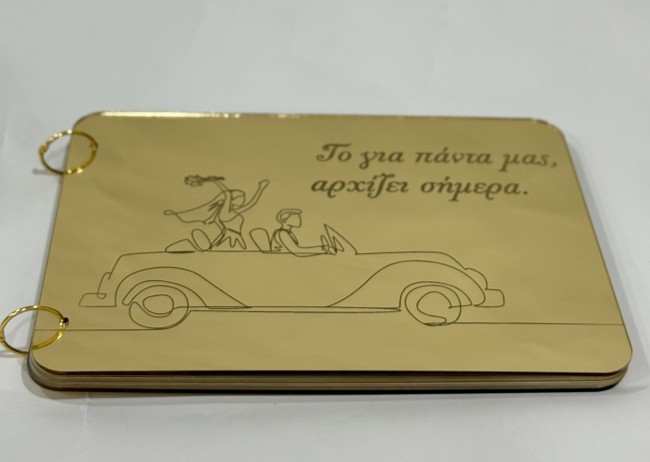 Το για πάντα μας,
αρχίζει σήμερα.